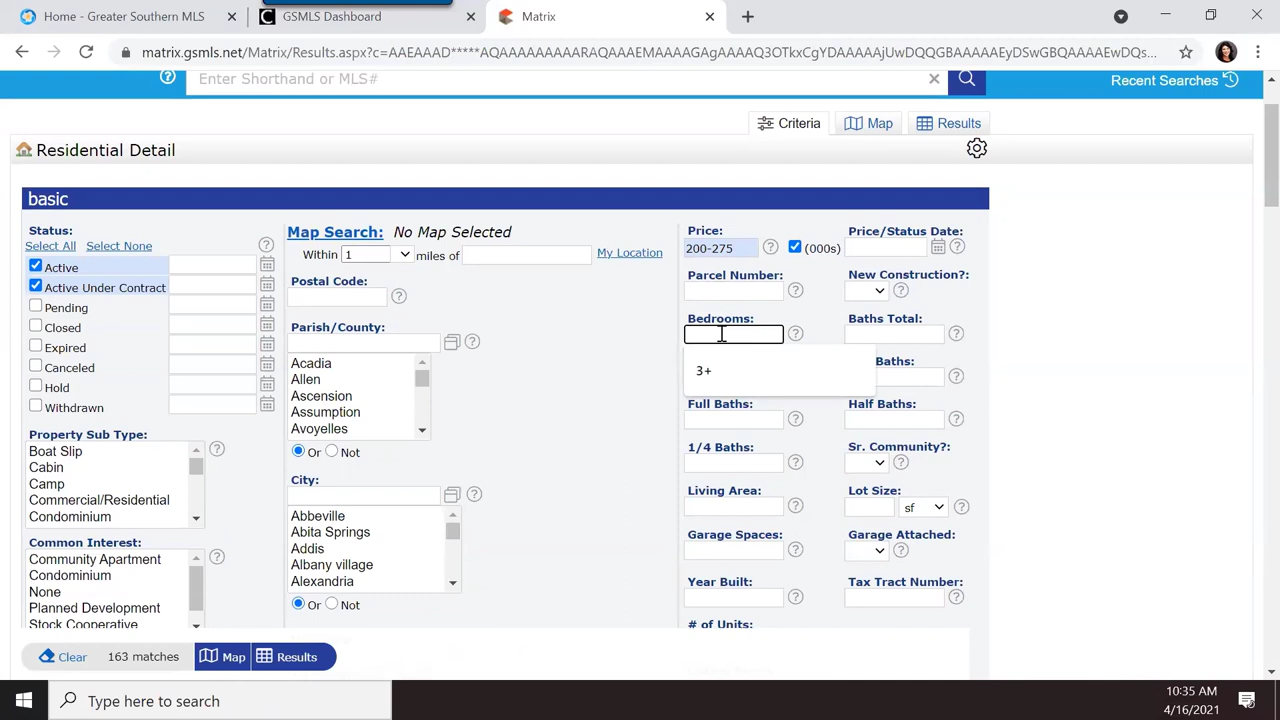 Home - Greater Southern MLS
GSMLS Dashboard
Matrix
matrix.gsmls.net/Matrix/Results.aspx?c=AAEAAAD*****AQAAAAAAAAARAQAAAEMAAAAGAgAAAAQ3OTkxCgYDAAAAAjUwDQQGBAAAAAEyDSwGBQAAAAEwDQs...
Enter Shorthand or MLS#
Recent Searches
Criteria
Map
Results
Residential Detail
basic
Status:
Select All Select None
Active
Active Under Contract
Pending
Closed
Expired
Canceled
Hold
Withdrawn
Property Sub Type:
Boat Slip
Cabin
Camp
Commercial/Residential
Condominium
Common Interest:
Community Apartment
Condominium
None
Planned Development
Stock Cooperative
Map Search: No Map Selected
Within 1 miles of
My Location
Postal Code:
Parish/County:
Acadia
Allen
Ascension
Assumption
Avoyelles
Or Not
City:
Abbeville
Abita Springs
Addis
Albany village
Alexandria
Or Not
Price: Price/Status Date:
200-275 (000s)
Parcel Number: New Construction?:
Bedrooms: Baths Total:
3+
Baths:
Full Baths: Half Baths:
1/4 Baths: Sr. Community?:
Living Area: Lot Size:
sf
Garage Spaces: Garage Attached:
Year Built: Tax Tract Number:
# of Units:
Clear 163 matches Map Results
Type here to search
10:35 AM
4/16/2021